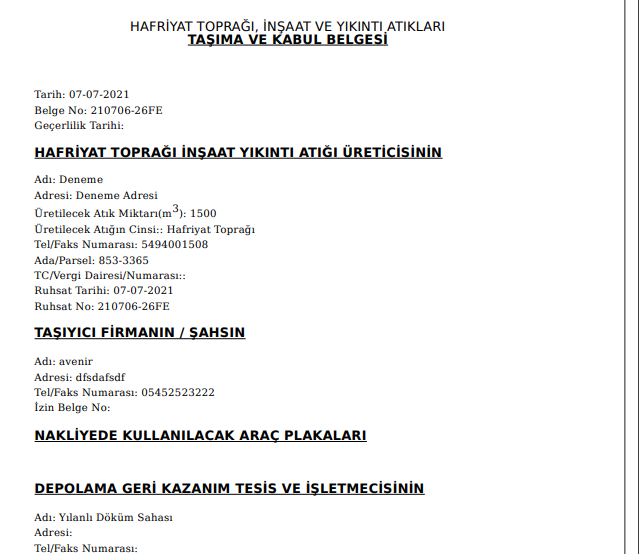 HAFRİYAT TOPRAĞI, İNŞAAT VE YIKINTI ATIKLARI
TAŞIMA VE KABUL BELGESİ
Tarih: 07-07-2021
Belge No: 210706-26FE
Geçerlilik Tarihi:
HAFRİYAT TOPRAĞI İNŞAAT YIKINTI ATIĞI ÜRETİCİSİNİN
Adı: Deneme
Adresi: Deneme Adresi
Üretilecek Atık Miktarı(m³): 1500
Üretilecek Atığın Cinsi:: Hafriyat Toprağı
Tel/Faks Numarası: 5494001508
Ada/Parsel: 853-3365
TC/Vergi Dairesi/Numarası::
Ruhsat Tarihi: 07-07-2021
Ruhsat No: 210706-26FE
TAŞIYICI FİRMANIN / ŞAHSIN
Adı: avenir
Adresi: dfsdafsdf
Tel/Faks Numarası: 05452523222
İzin Belge No:
NAKLİYEDE KULLANILACAK ARAÇ PLAKALARI
DEPOLAMA GERİ KAZANIM TESİS VE İŞLETMECİSİNİN
Adı: Yılanlı Döküm Sahası
Adresi:
Tel/Faks Numarası: